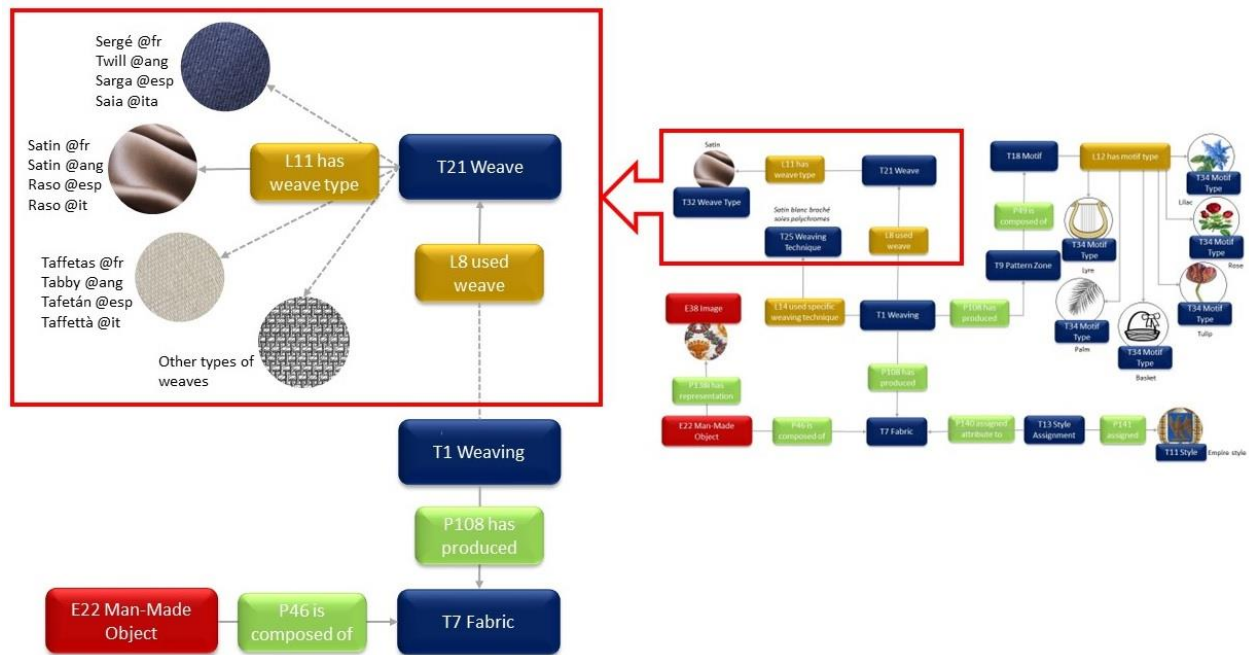 Sergé @fr
Twill @ang
Sarga @esp
Saia @ita
Satin @fr
Satin @ang
Raso @esp
Raso @it
L11 has
weave type
T21 Weave
L8 used
weave
Taffetas @fr
Tabby @ang
Tafetán @esp
Taffettà @it
Other types of
weaves
T1 Weaving
P108 has
produced
E22 Man-Made
Object
P46 is
composed of
T7 Fabric
Satin
L11 has
weave type
T21 Weave
T32 Weave Type
Satin blanc broché
soies polychromes
T25 Weaving
Technique
L8 used
weave
T18 Motif
L12 has motif type
T34 Motif
Type
Lilac
P49 is
composed of
T34 Motif
Type
Lyre
T34 Motif
Type
Rose
T9 Pattern Zone
E38 Image
L14 used specific
weaving technique
T1 Weaving
P108 has
produced
T34 Motif
Type
Palm
T34 Motif
Type
Basket
T34 Motif
Type
Tulip
P138i has
representation
P108 has
produced
E22 Man-Made
Object
P46 is
composed of
T7 Fabric
P140 assigned
attribute to
T13 Style
Assignment
P141
assigned
T11 Style
Empire style